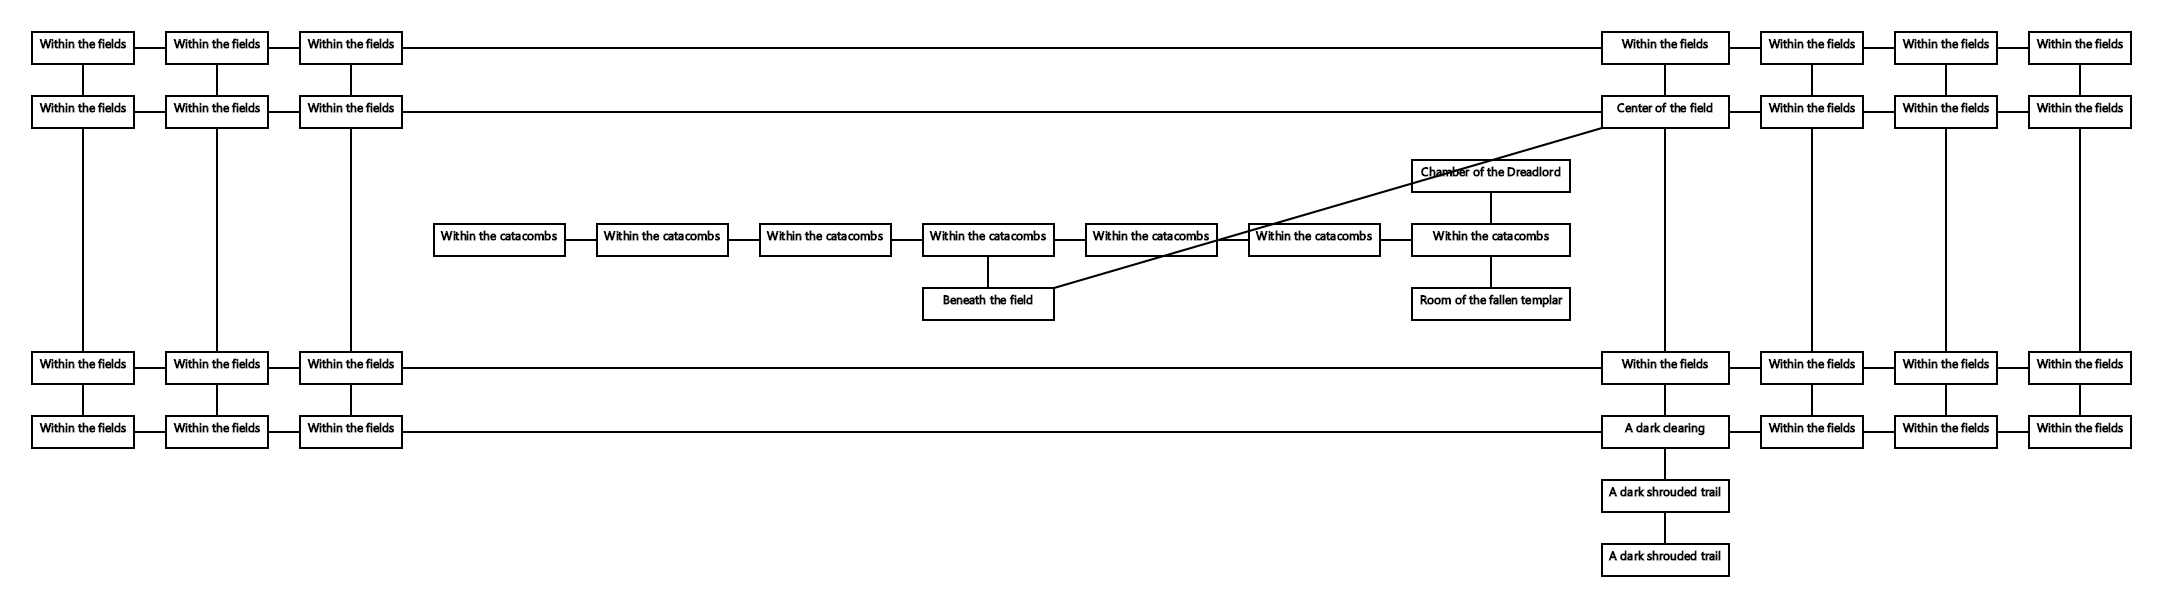 Within the fields
Within the fields
Within the fields
Within the fields
Within the fields
Within the fields
Within the fields
Within the fields
Within the fields
Within the fields
Center of the field
Within the fields
Within the fields
Within the fields
Chamber of the Dreadlord
Within the catacombs
Within the catacombs
Within the catacombs
Within the catacombs
Within the catacombs
Within the catacombs
Within the catacombs
Beneath the field
Room of the fallen templar
Within the fields
Within the fields
Within the fields
Within the fields
Within the fields
Within the fields
Within the fields
Within the fields
Within the fields
Within the fields
A dark clearing
Within the fields
Within the fields
Within the fields
A dark shrouded trail
A dark shrouded trail